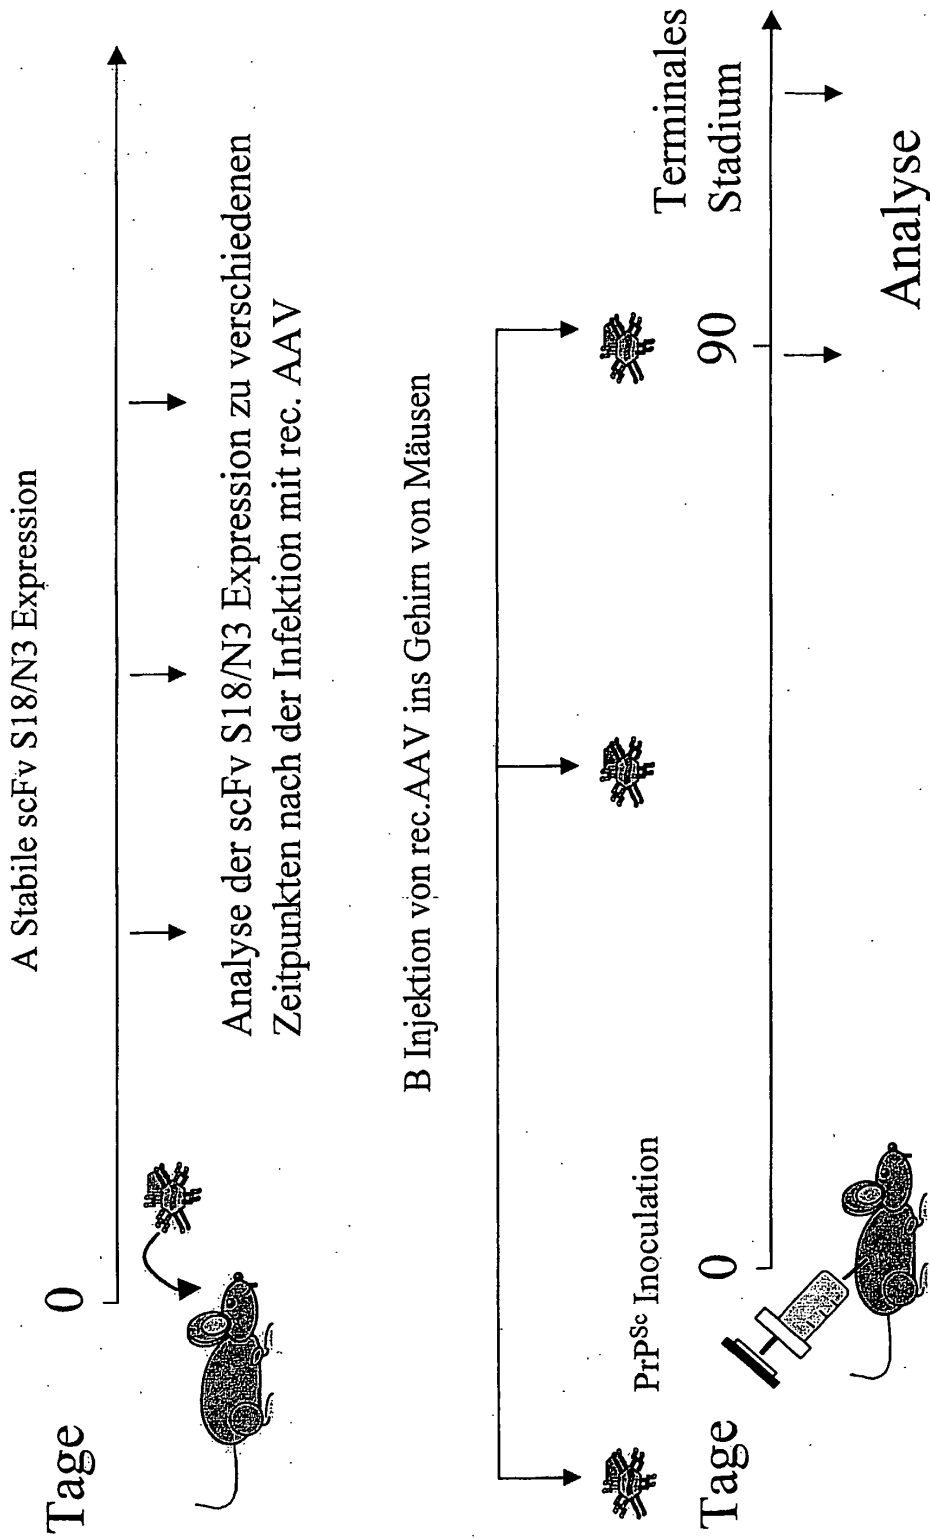 A Stabile scFv S18/N3 Expression
Tage
0
Analyse der scFv S18/N3 Expression zu verschiedenen
Zeitpunkten nach der Infektion mit rec. AAV
B Injektion von rec.AAV ins Gehirn von Mäusen
PrPSc Inoculation
Tage
0
90
Terminales
Stadium
Analyse